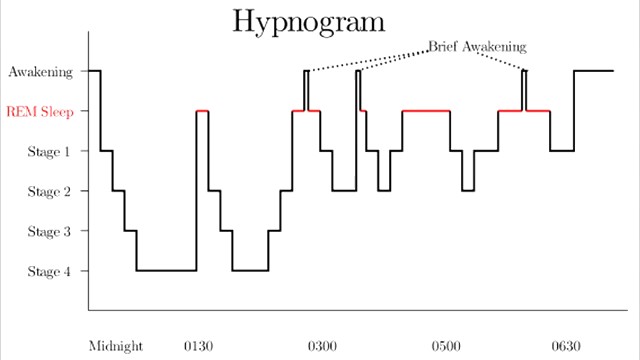 Hypnogram
Brief Awakening
Awakening
REM Sleep
Stage 1
Stage 2
Stage 3
Stage 4
Midnight 0130 0300 0500 0630